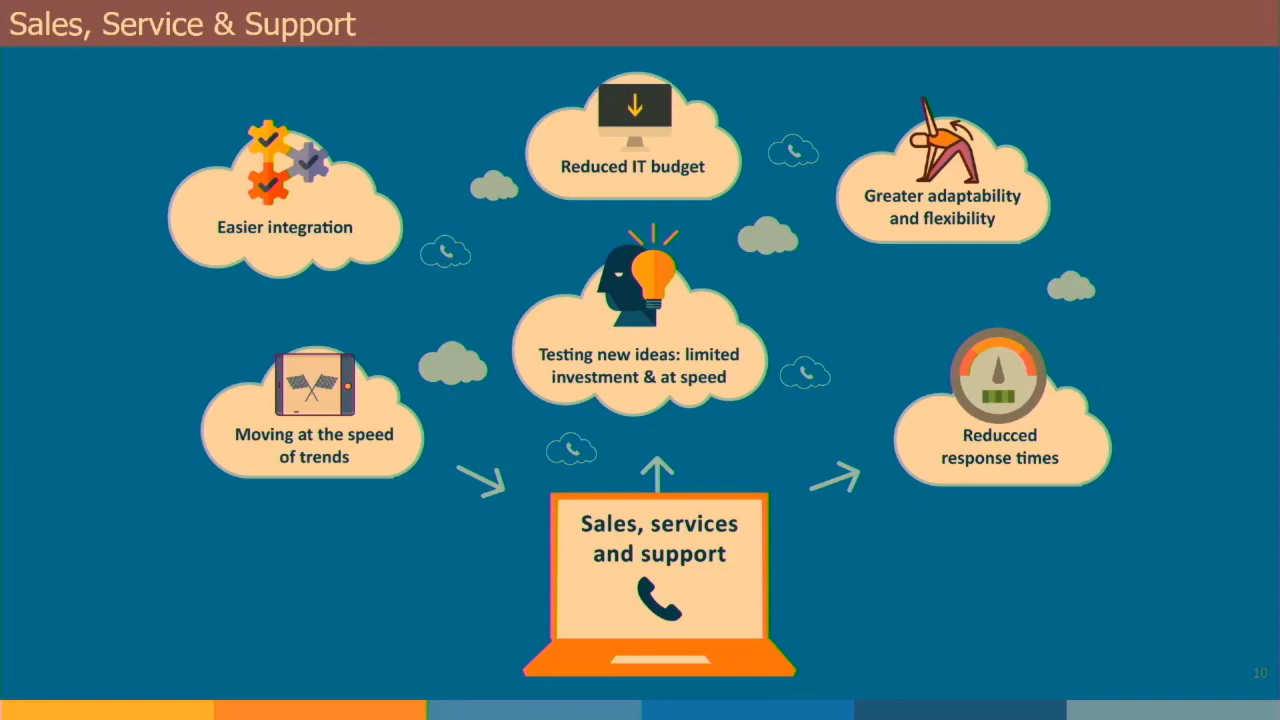 Sales, Service & Support
Reduced IT budget
Easier integration
Greater adaptability
and flexibility
Testing new ideas: limited
investment & at speed
Moving at the speed
of trends
Reducced
response times
Sales, services
and support
10